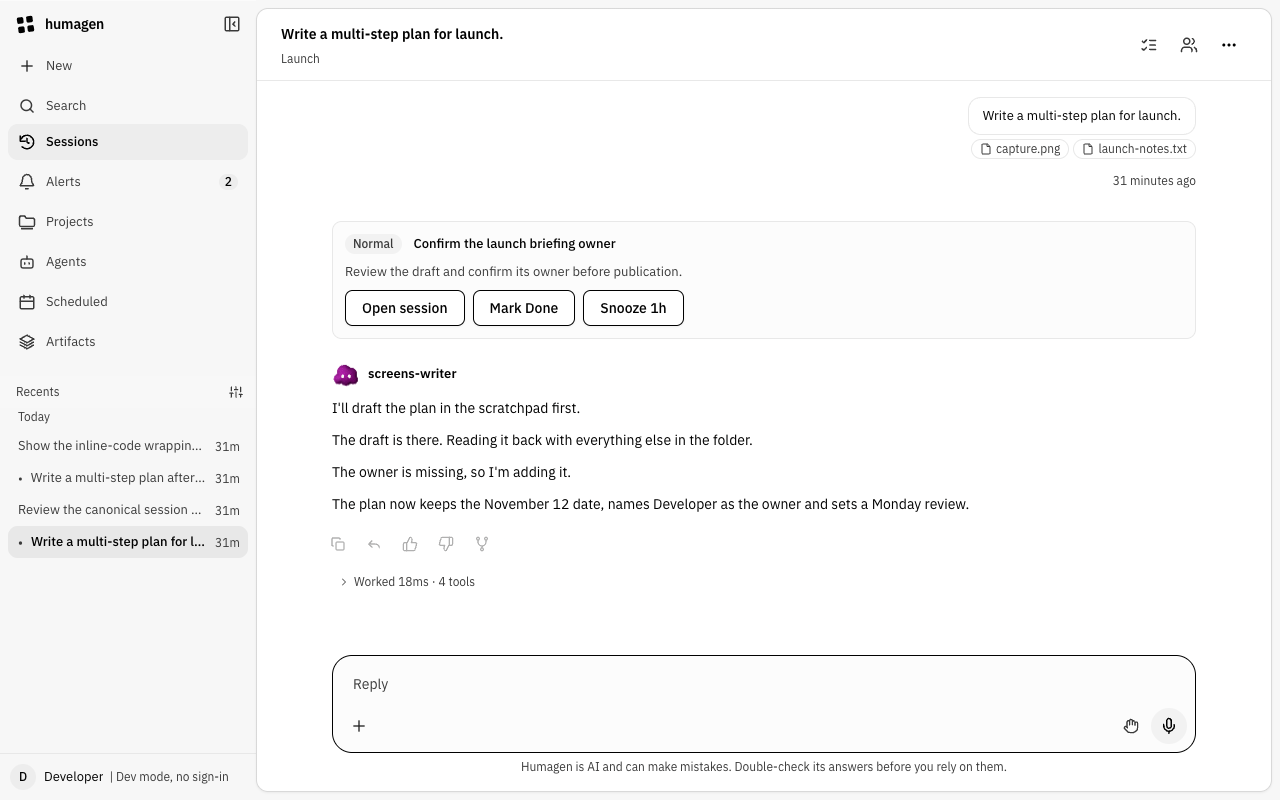 humagen
New
Search
Sessions
Alerts 2
Projects
Agents
Scheduled
Artifacts
Recents
Today
Show the inline-code wrappin... 31m
• Write a multi-step plan after... 31m
Review the canonical session ... 31m
• Write a multi-step plan for l... 31m
D Developer | Dev mode, no sign-in
Write a multi-step plan for launch.
Launch
Write a multi-step plan for launch.
capture.png launch-notes.txt
31 minutes ago
Normal Confirm the launch briefing owner
Review the draft and confirm its owner before publication.
Open session Mark Done Snooze 1h
screens-writer
I'll draft the plan in the scratchpad first.
The draft is there. Reading it back with everything else in the folder.
The owner is missing, so I'm adding it.
The plan now keeps the November 12 date, names Developer as the owner and sets a Monday review.
Worked 18ms · 4 tools
Reply
Humagen is AI and can make mistakes. Double-check its answers before you rely on them.